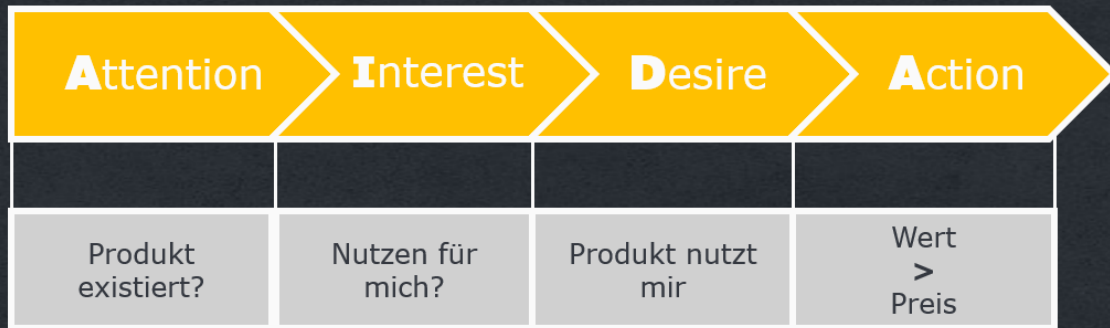 Attention
Interest
Desire
Action
Produkt
existiert?
Nutzen für
mich?
Produkt nutzt
mir
Wert
>
Preis